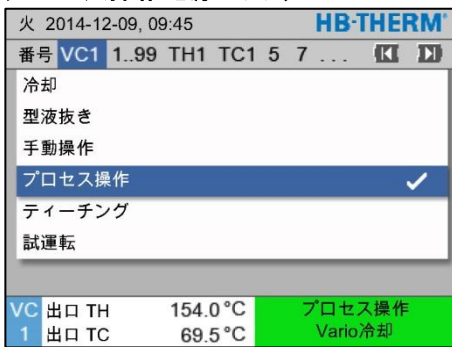 火 2014-12-09, 09:45 HB-THERM®
番号 VC1 1..99 TH1 TC1 5 7 ...
冷却
型液抜き
手動操作
プロセス操作
ティーチング
試運転
VC 出口 TH 154.0 °C プロセス操作
1 出口 TC 69.5 °C Vario冷却